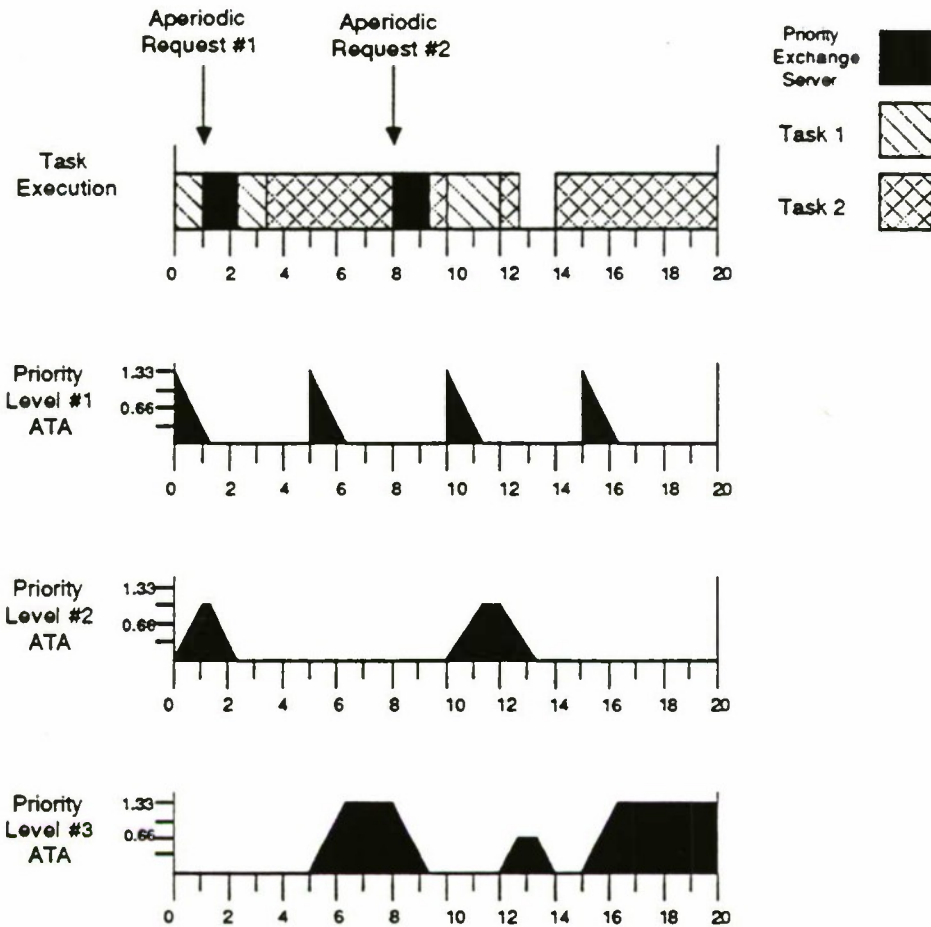 Aperiodic
Request #1
Aperiodic
Request #2
Priority
Exchange
Server
Task 1
Task 2
Task
Execution
0 2 4 6 8 10 12 14 16 18 20
Priority
Level #1
ATA
1.33
0.66
0 2 4 6 8 10 12 14 16 18 20
Priority
Level #2
ATA
1.33
0.66
0 2 4 6 8 10 12 14 16 18 20
Priority
Level #3
ATA
1.33
0.66
0 2 4 6 8 10 12 14 16 18 20